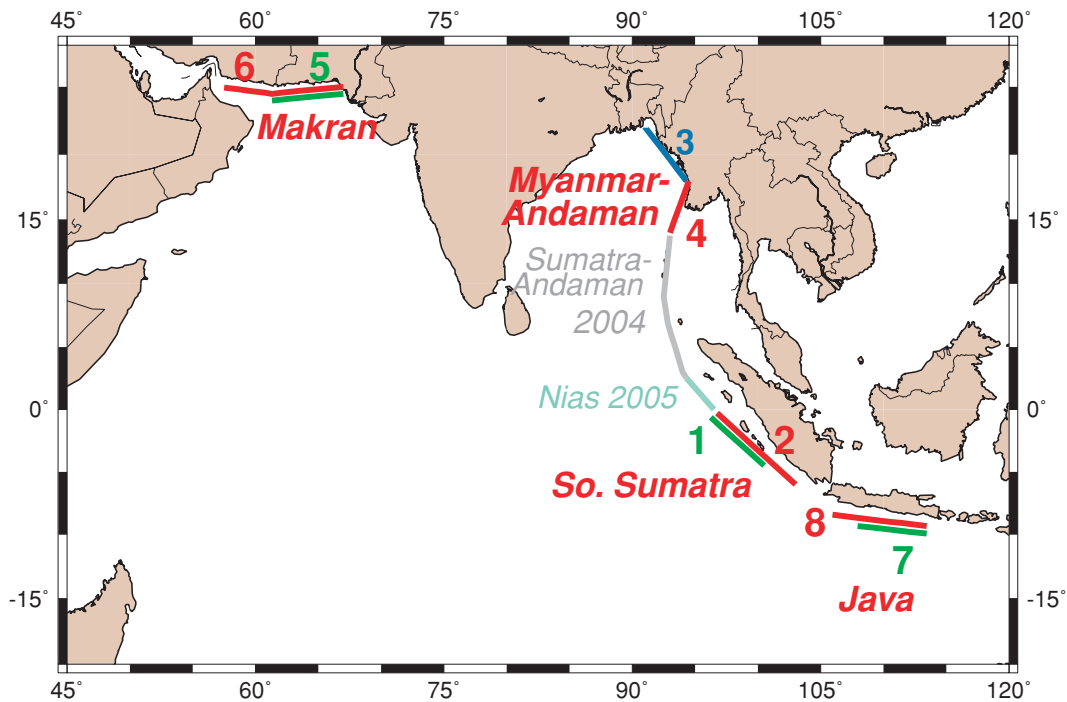 45˚ 60˚ 75˚ 90˚ 105˚ 120˚
6 5
Makran
3
Myanmar-
Andaman
4
15˚ 15˚
Sumatra-
Andaman
2004
Nias 2005
0˚ 0˚
1 2
So. Sumatra
8
7
Java
-15˚ -15˚
45˚ 60˚ 75˚ 90˚ 105˚ 120˚